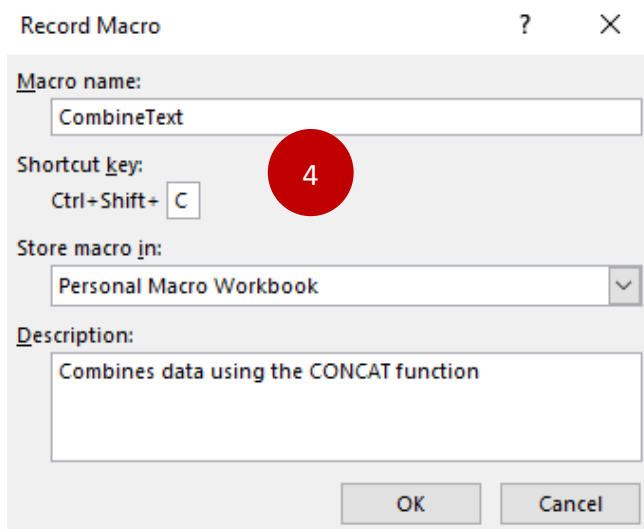 Record Macro ?
Macro name:
CombineText
Shortcut key:
4
Ctrl+Shift+ C
Store macro in:
Personal Macro Workbook
Description:
Combines data using the CONCAT function
OK Cancel